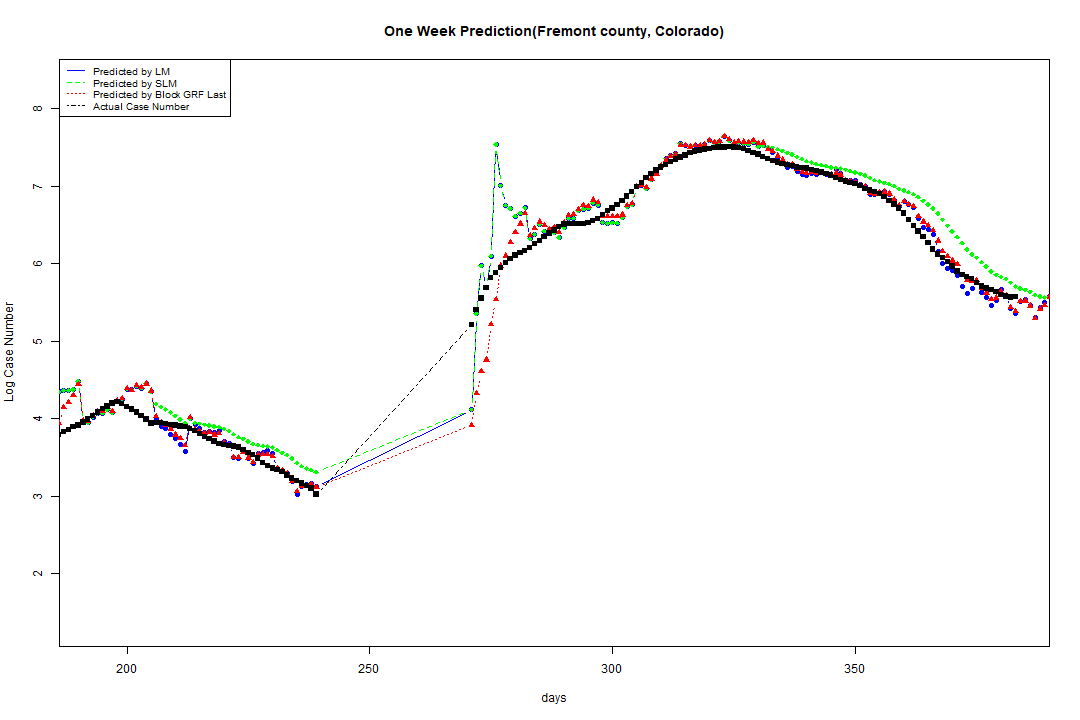 One Week Prediction(Fremont county, Colorado)
Predicted by LM
Predicted by SLM
Predicted by Block GRF Last
Actual Case Number
8
7
6
5
4
3
2
Log Case Number
200
250
300
350
days